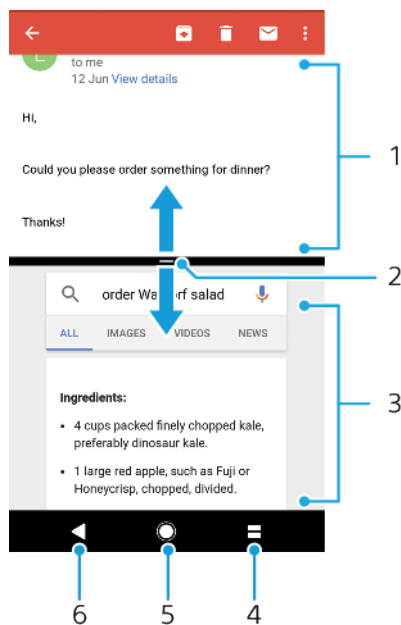 L
to me
12 Jun View details
Hi,
Could you please order something for dinner?
Thanks!
order salad
ALL IMAGES VIDEOS NEWS
Ingredients:
• 4 cups packed finely chopped kale,
preferably dinosaur kale.
• 1 large red apple, such as Fuji or
Honeycrisp, chopped, divided.
1
2
3
6 5 4